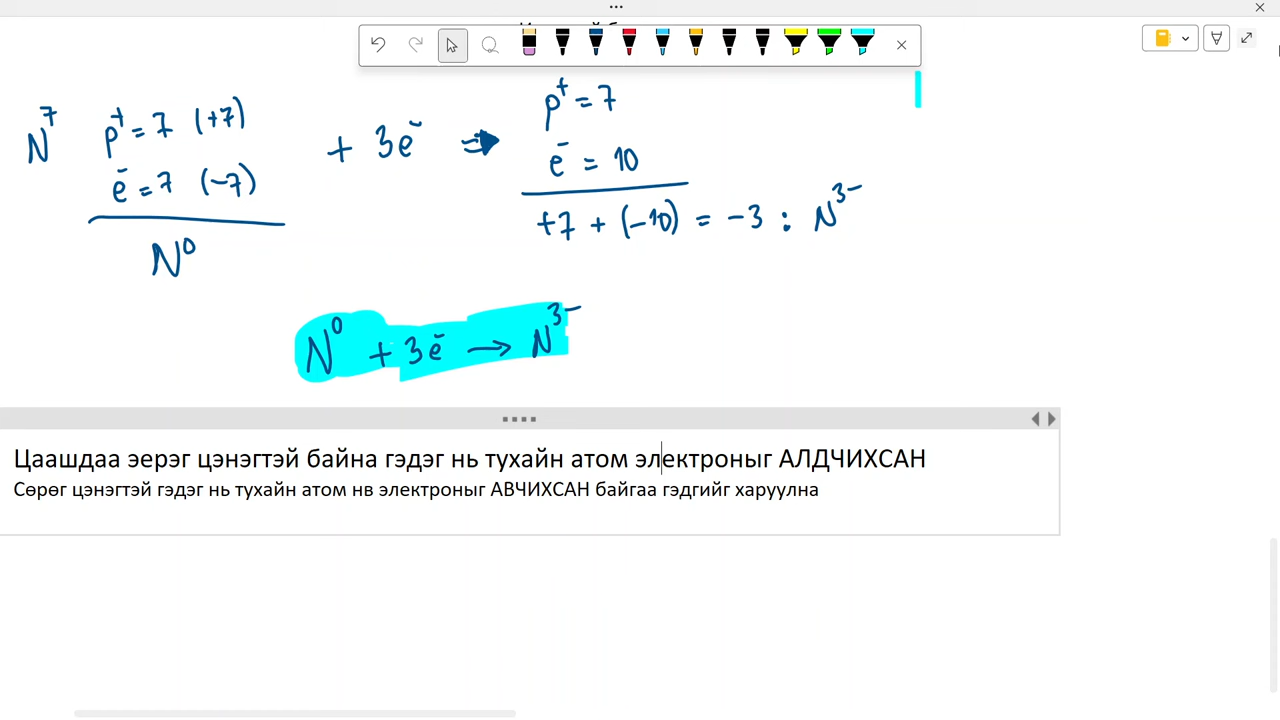 N⁷ p⁺ = 7 (+7) + 3e⁻ ⇒ p⁺ = 7
e⁻ = 7 (-7) e⁻ = 10
N⁰ +7 + (-10) = -3 : N³⁻
N⁰ + 3e⁻ → N³⁻
Цаашдаа эерэг цэнэгтэй байна гэдэг нь тухайн атом электроныг АЛДЧИХСАН
Сөрөг цэнэгтэй гэдэг нь тухайн атом нв электроныг АВЧИХСАН байгаа гэдгийг харуулна